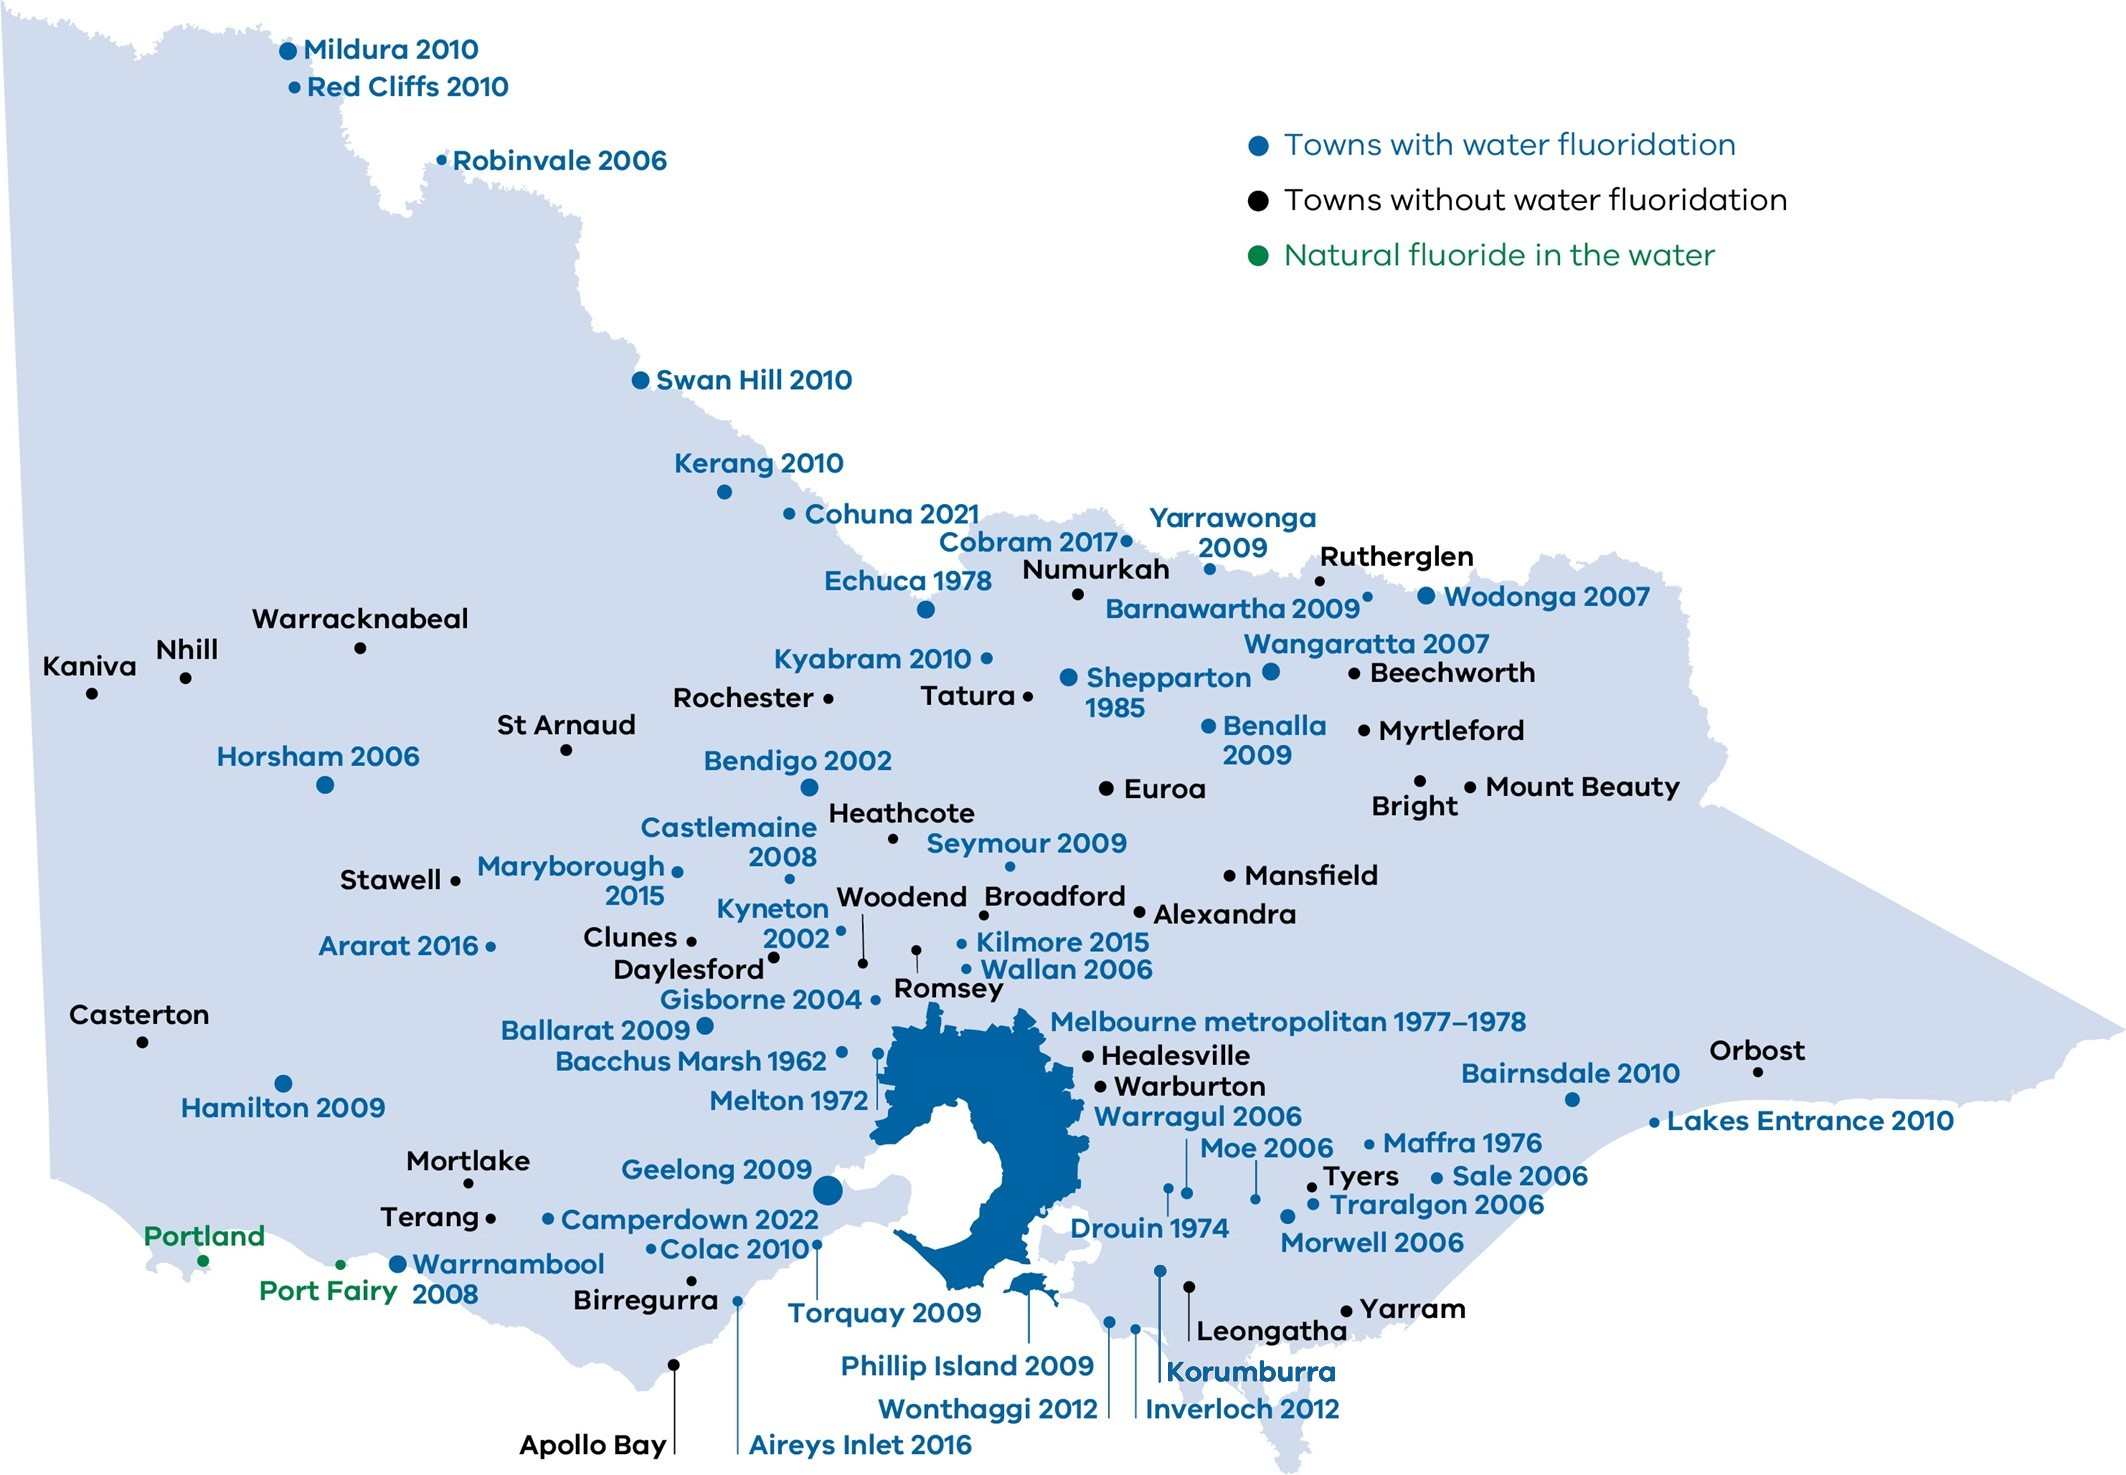 Mildura 2010
Red Cliffs 2010
Robinvale 2006
Towns with water fluoridation
Towns without water fluoridation
Natural fluoride in the water
Swan Hill 2010
Kerang 2010
Cohuna 2021
Cobram 2017
Yarrawonga
2009
Numurkah
Rutherglen
Echuca 1978
Barnawartha 2009
Wodonga 2007
Warracknabeal
Nhill
Kaniva
Kyabram 2010
Wangaratta 2007
Shepparton
1985
Beechworth
Rochester
Tatura
St Arnaud
Benalla
2009
Myrtleford
Horsham 2006
Bendigo 2002
Euroa
Bright
Mount Beauty
Heathcote
Castlemaine
2008
Seymour 2009
Stawell
Maryborough
2015
Mansfield
Woodend
Broadford
Alexandra
Kyneton
2002
Clunes
Ararat 2016
Kilmore 2015
Daylesford
Wallan 2006
Romsey
Gisborne 2004
Casterton
Ballarat 2009
Melbourne metropolitan 1977–1978
Bacchus Marsh 1962
Healesville
Orbost
Warburton
Bairnsdale 2010
Melton 1972
Hamilton 2009
Warragul 2006
Lakes Entrance 2010
Moe 2006
Maffra 1976
Mortlake
Geelong 2009
Tyers
Sale 2006
Traralgon 2006
Terang
Camperdown 2022
Drouin 1974
Morwell 2006
Portland
Colac 2010
Warrnambool
2008
Port Fairy
Birregurra
Torquay 2009
Yarram
Leongatha
Phillip Island 2009
Korumburra
Wonthaggi 2012
Inverloch 2012
Apollo Bay
Aireys Inlet 2016